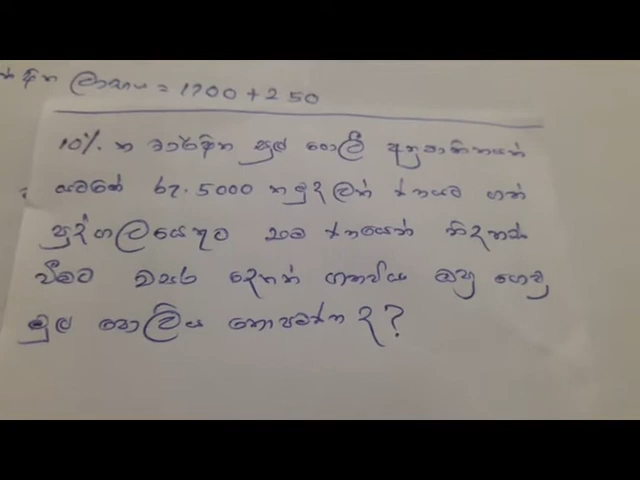 ලාභය = 1700 + 250
10% ක වාර්ෂික සුළු පොලී අනුපාතිකයක්
යටතේ රු. 5000 ක මුදලක් ණයට ගත්
පුද්ගලයෙකුට එම ණයෙන් නිදහස්
වීමට වසර දෙකක් ගතවිය ඔහු ගෙවූ
මුළු පොලිය කොපමණ ද?